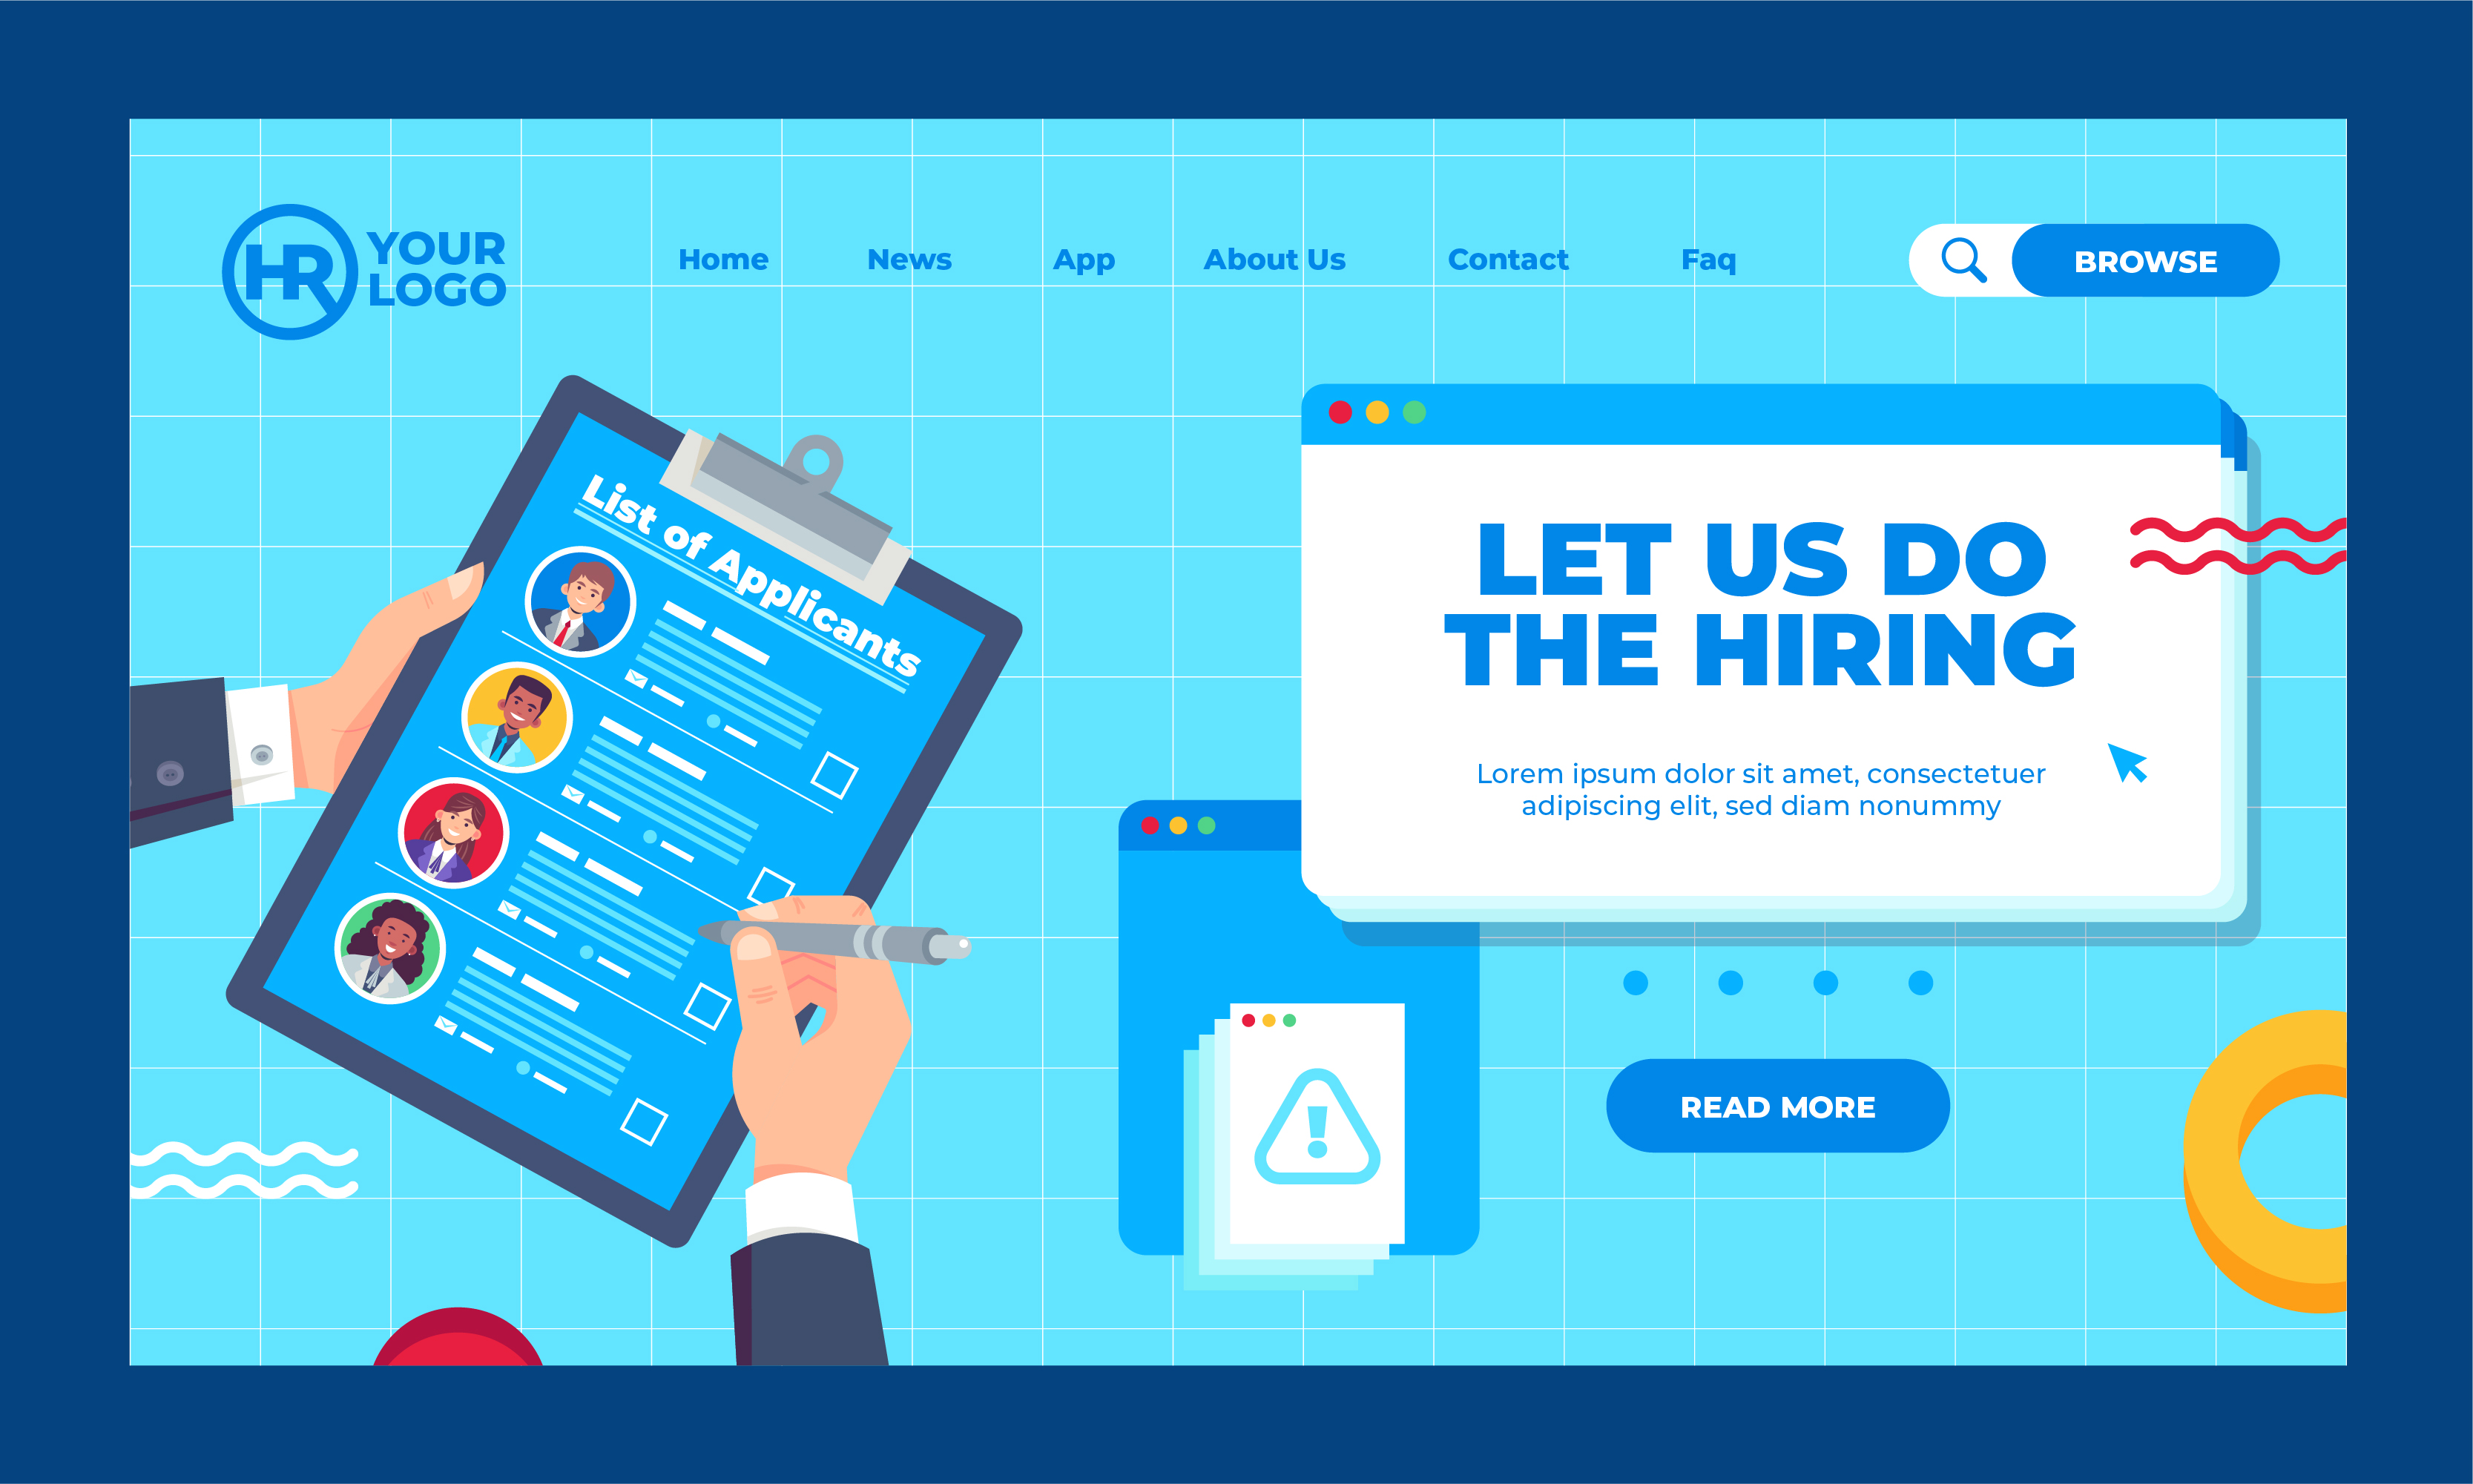 HR
YOUR
LOGO
Home
News
App
About Us
Contact
Faq
BROWSE
List of Applicants
LET US DO
THE HIRING
Lorem ipsum dolor sit amet, consectetuer
adipiscing elit, sed diam nonummy
READ MORE